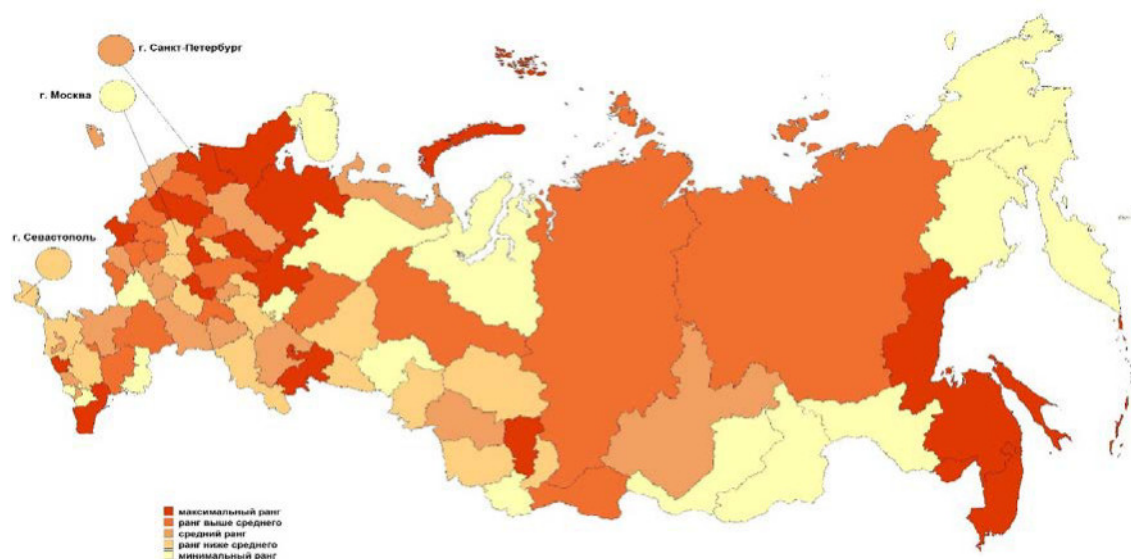 г. Санкт-Петербург
г. Москва
г. Севастополь
максимальный ранг
ранг выше среднего
средний ранг
ранг ниже среднего
минимальный ранг